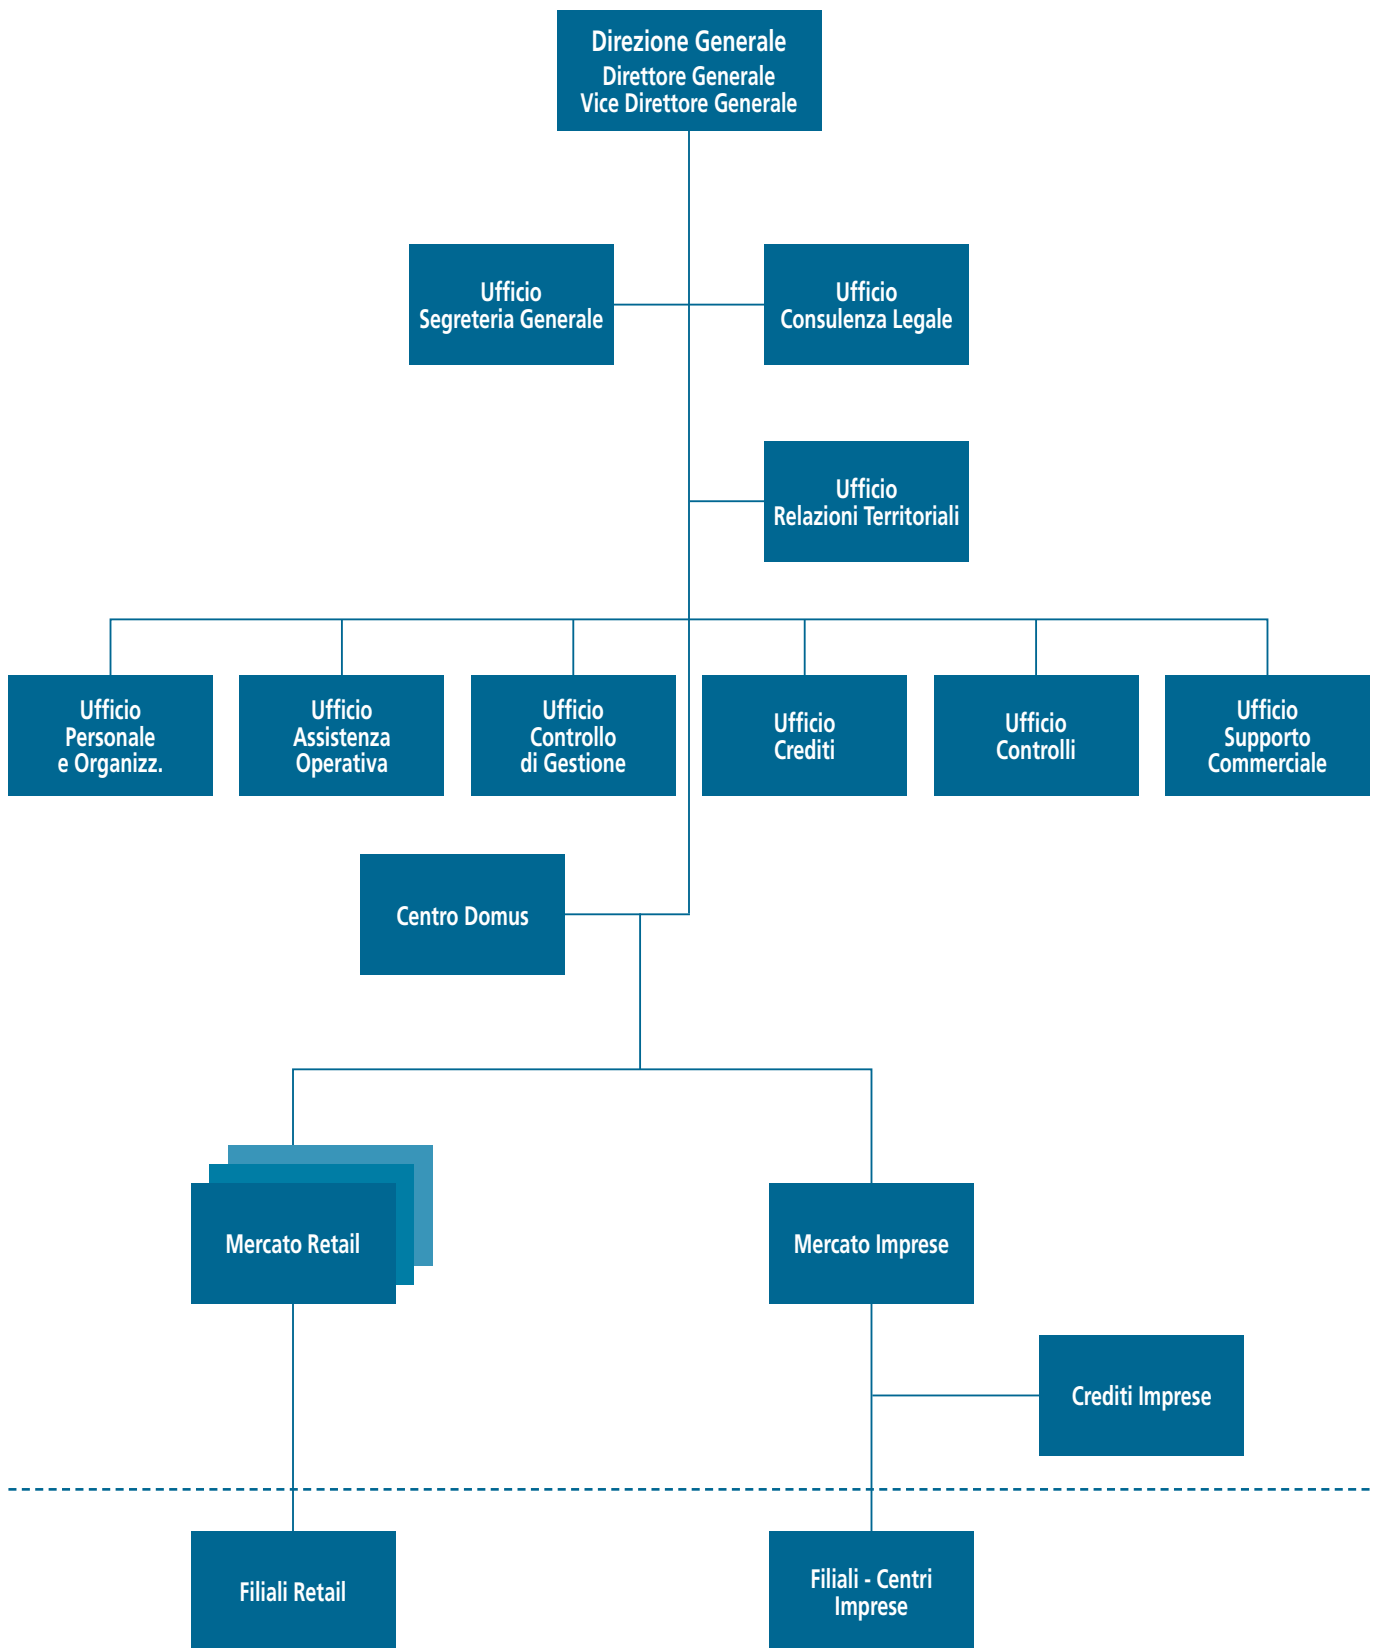 Direzione Generale
Direttore Generale
Vice Direttore Generale
Ufficio
Segreteria Generale
Ufficio
Consulenza Legale
Ufficio
Relazioni Territoriali
Ufficio
Personale
e Organizz.
Ufficio
Assistenza
Operativa
Ufficio
Controllo
di Gestione
Ufficio
Crediti
Ufficio
Controlli
Ufficio
Supporto
Commerciale
Centro Domus
Mercato Retail
Mercato Imprese
Crediti Imprese
Filiali Retail
Filiali - Centri
Imprese